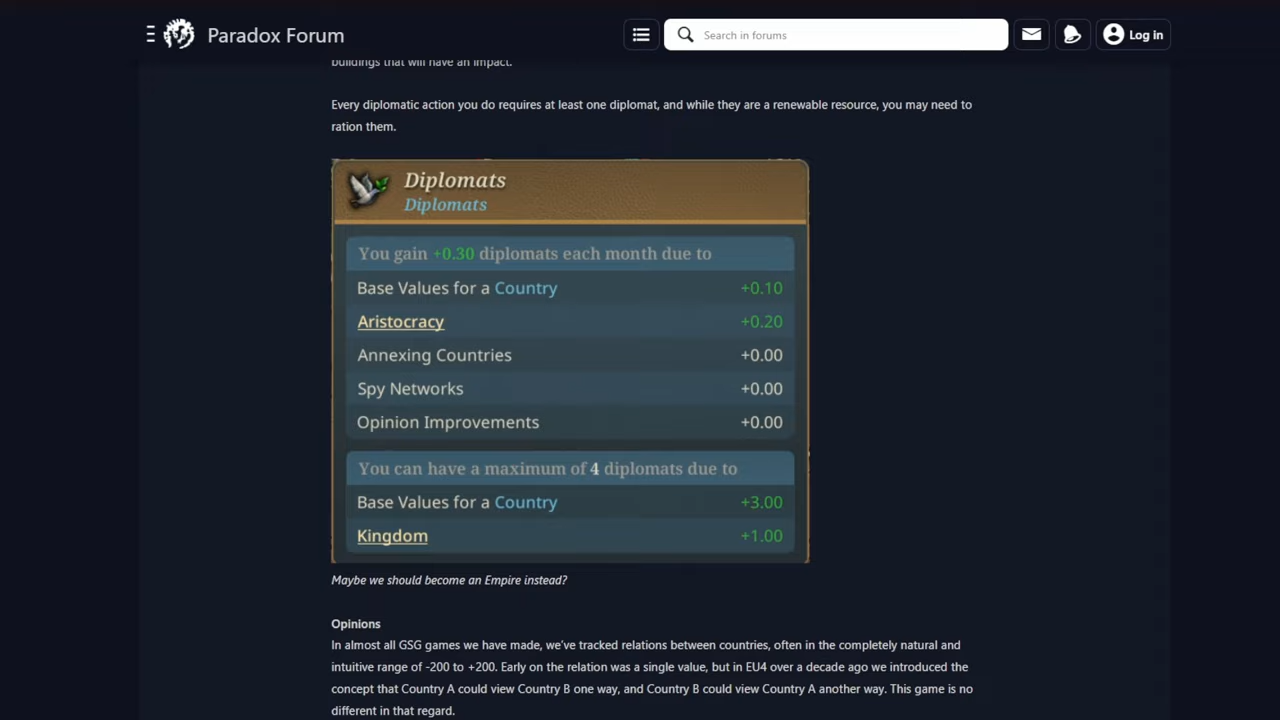 Paradox Forum
Search in forums
Log in
buildings that will have an impact.
Every diplomatic action you do requires at least one diplomat, and while they are a renewable resource, you may need to
ration them.
Diplomats
Diplomats
You gain +0.30 diplomats each month due to
Base Values for a Country +0.10
Aristocracy +0.20
Annexing Countries +0.00
Spy Networks +0.00
Opinion Improvements +0.00
You can have a maximum of 4 diplomats due to
Base Values for a Country +3.00
Kingdom +1.00
Maybe we should become an Empire instead?
Opinions
In almost all GSG games we have made, we've tracked relations between countries, often in the completely natural and
intuitive range of -200 to +200. Early on the relation was a single value, but in EU4 over a decade ago we introduced the
concept that Country A could view Country B one way, and Country B could view Country A another way. This game is no
different in that regard.